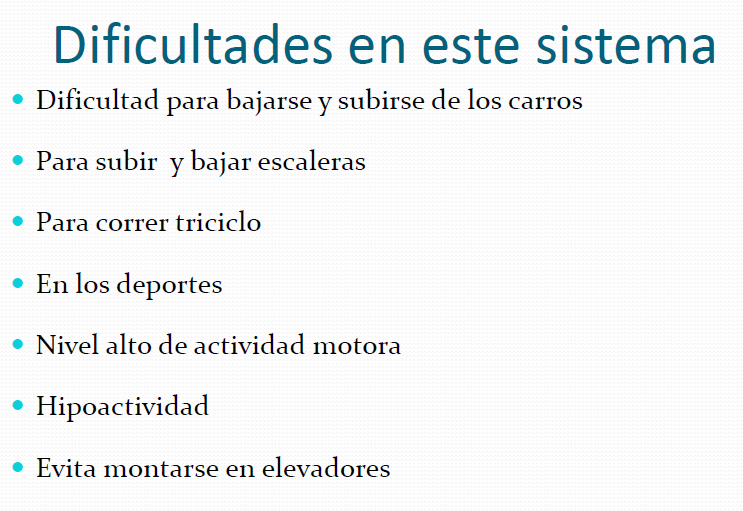 Dificultades en este sistema
• Dificultad para bajarse y subirse de los carros
• Para subir  y bajar escaleras
• Para correr triciclo
• En los deportes
• Nivel alto de actividad motora
• Hipoactividad
• Evita montarse en elevadores